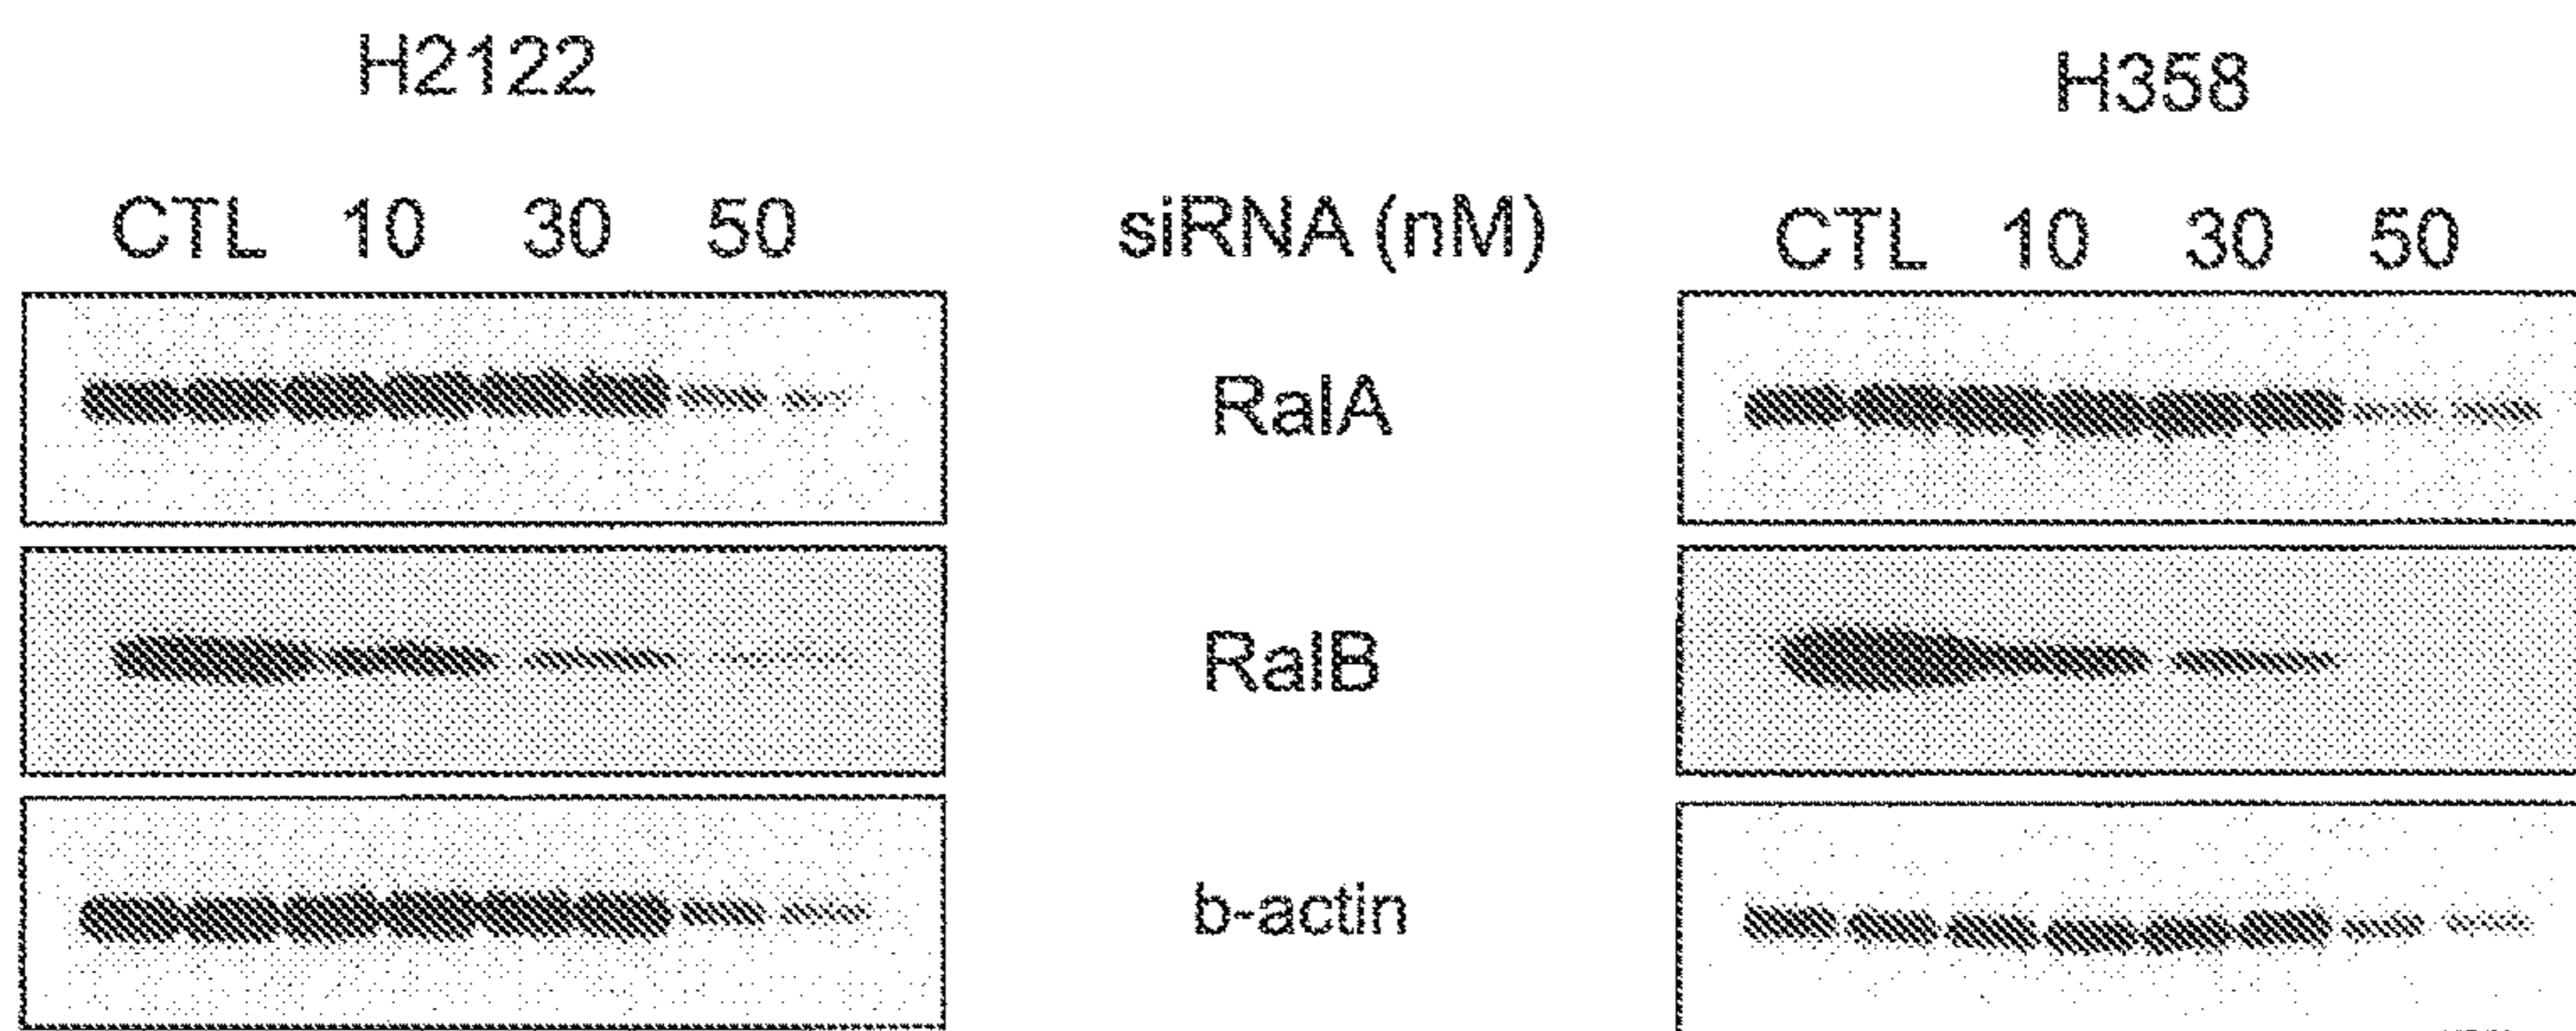 H2122 H358
CTL 10 30 50 siRNA (nM) CTL 10 30 50
RalA
RalB
b-actin